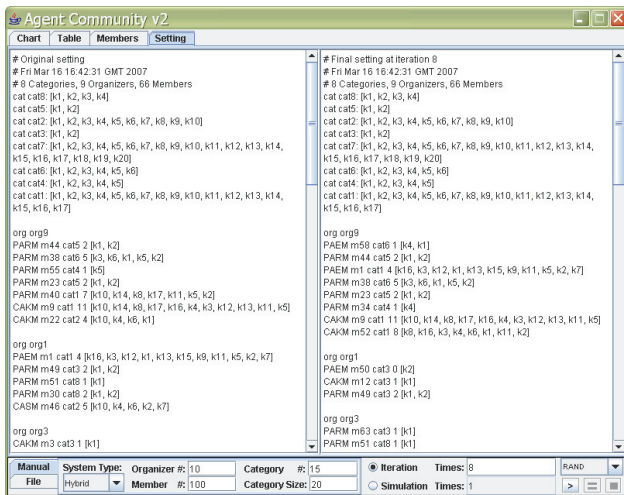 Agent Community v2
Chart Table Members Setting
# Original setting
# Fri Mar 16 16:42:31 GMT 2007
# 8 Categories, 9 Organizers, 66 Members
cat cat8: [k1, k2, k3, k4]
cat cat5: [k1, k2]
cat cat2: [k1, k2, k3, k4, k5, k6, k7, k8, k9, k10]
cat cat3: [k1, k2]
cat cat7: [k1, k2, k3, k4, k5, k6, k7, k8, k9, k10, k11, k12, k13, k14,
k15, k16, k17, k18, k19, k20]
cat cat6: [k1, k2, k3, k4, k5, k6]
cat cat4: [k1, k2, k3, k4, k5]
cat cat1: [k1, k2, k3, k4, k5, k6, k7, k8, k9, k10, k11, k12, k13, k14,
k15, k16, k17]
org org9
PARM m44 cat5 2 [k1, k2]
PARM m38 cat6 5 [k3, k6, k1, k5, k2]
PARM m55 cat4 1 [k5]
PARM m23 cat5 2 [k1, k2]
PARM m40 cat1 7 [k10, k14, k8, k17, k11, k5, k2]
CAKM m9 cat1 11 [k10, k14, k8, k17, k16, k4, k3, k12, k13, k11, k5]
CAKM m22 cat2 4 [k10, k4, k6, k1]
org org1
PAEM m1 cat1 4 [k16, k3, k12, k1, k13, k15, k9, k11, k5, k2, k7]
PARM m49 cat3 2 [k1, k2]
PARM m51 cat8 1 [k1]
PARM m30 cat8 2 [k1, k2]
CASM m46 cat2 5 [k10, k4, k6, k2, k7]
org org3
CAKM m3 cat3 1 [k1]
# Final setting at iteration 8
# Fri Mar 16 16:42:31 GMT 2007
# 8 Categories, 9 Organizers, 66 Members
cat cat8: [k1, k2, k3, k4]
cat cat5: [k1, k2]
cat cat2: [k1, k2, k3, k4, k5, k6, k7, k8, k9, k10]
cat cat3: [k1, k2]
cat cat7: [k1, k2, k3, k4, k5, k6, k7, k8, k9, k10, k11, k12, k13, k14,
k15, k16, k17, k18, k19, k20]
cat cat6: [k1, k2, k3, k4, k5, k6]
cat cat4: [k1, k2, k3, k4, k5]
cat cat1: [k1, k2, k3, k4, k5, k6, k7, k8, k9, k10, k11, k12, k13, k14,
k15, k16, k17]
org org9
PAEM m58 cat6 1 [k4, k1]
PARM m44 cat5 2 [k1, k2]
PAEM m1 cat1 4 [k16, k3, k12, k1, k13, k15, k9, k11, k5, k2, k7]
PARM m38 cat6 5 [k3, k6, k1, k5, k2]
PARM m23 cat5 2 [k1, k2]
PARM m34 cat4 1 [k4]
CAKM m9 cat1 11 [k10, k14, k8, k17, k16, k4, k3, k12, k13, k11, k5]
CAKM m52 cat1 8 [k8, k16, k3, k4, k6, k1, k11, k2]
org org1
PAEM m50 cat3 0 [k2]
CAKM m12 cat3 1 [k1]
PARM m49 cat3 2 [k1, k2]
org org3
PARM m63 cat3 1 [k1]
PARM m51 cat8 1 [k1]
Manual System Type: Organizer #: 10 Category #: 15 Iteration Times: 8 RAND
File Hybrid Member #: 100 Category Size: 20 Simulation Times: 1 >